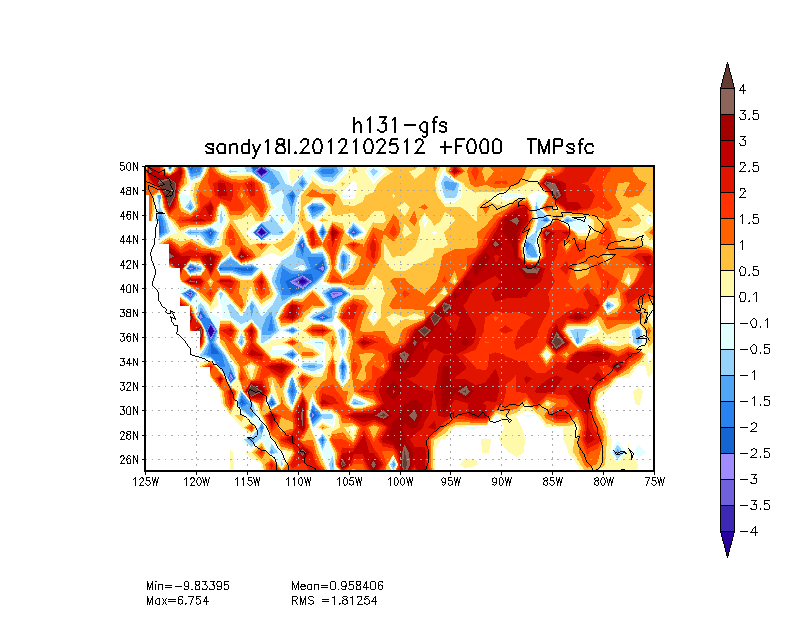 h131-gfs
sandy18l.2012102512 +F000 TMPsfc
50N
48N
46N
44N
42N
40N
38N
36N
34N
32N
30N
28N
26N
125W 120W 115W 110W 105W 100W 95W 90W 85W 80W 75W
4
3.5
3
2.5
2
1.5
1
0.5
0.1
-0.1
-0.5
-1
-1.5
-2
-2.5
-3
-3.5
-4
Min=-9.83395 Mean=0.958406
Max=6.754 RMS =1.81254